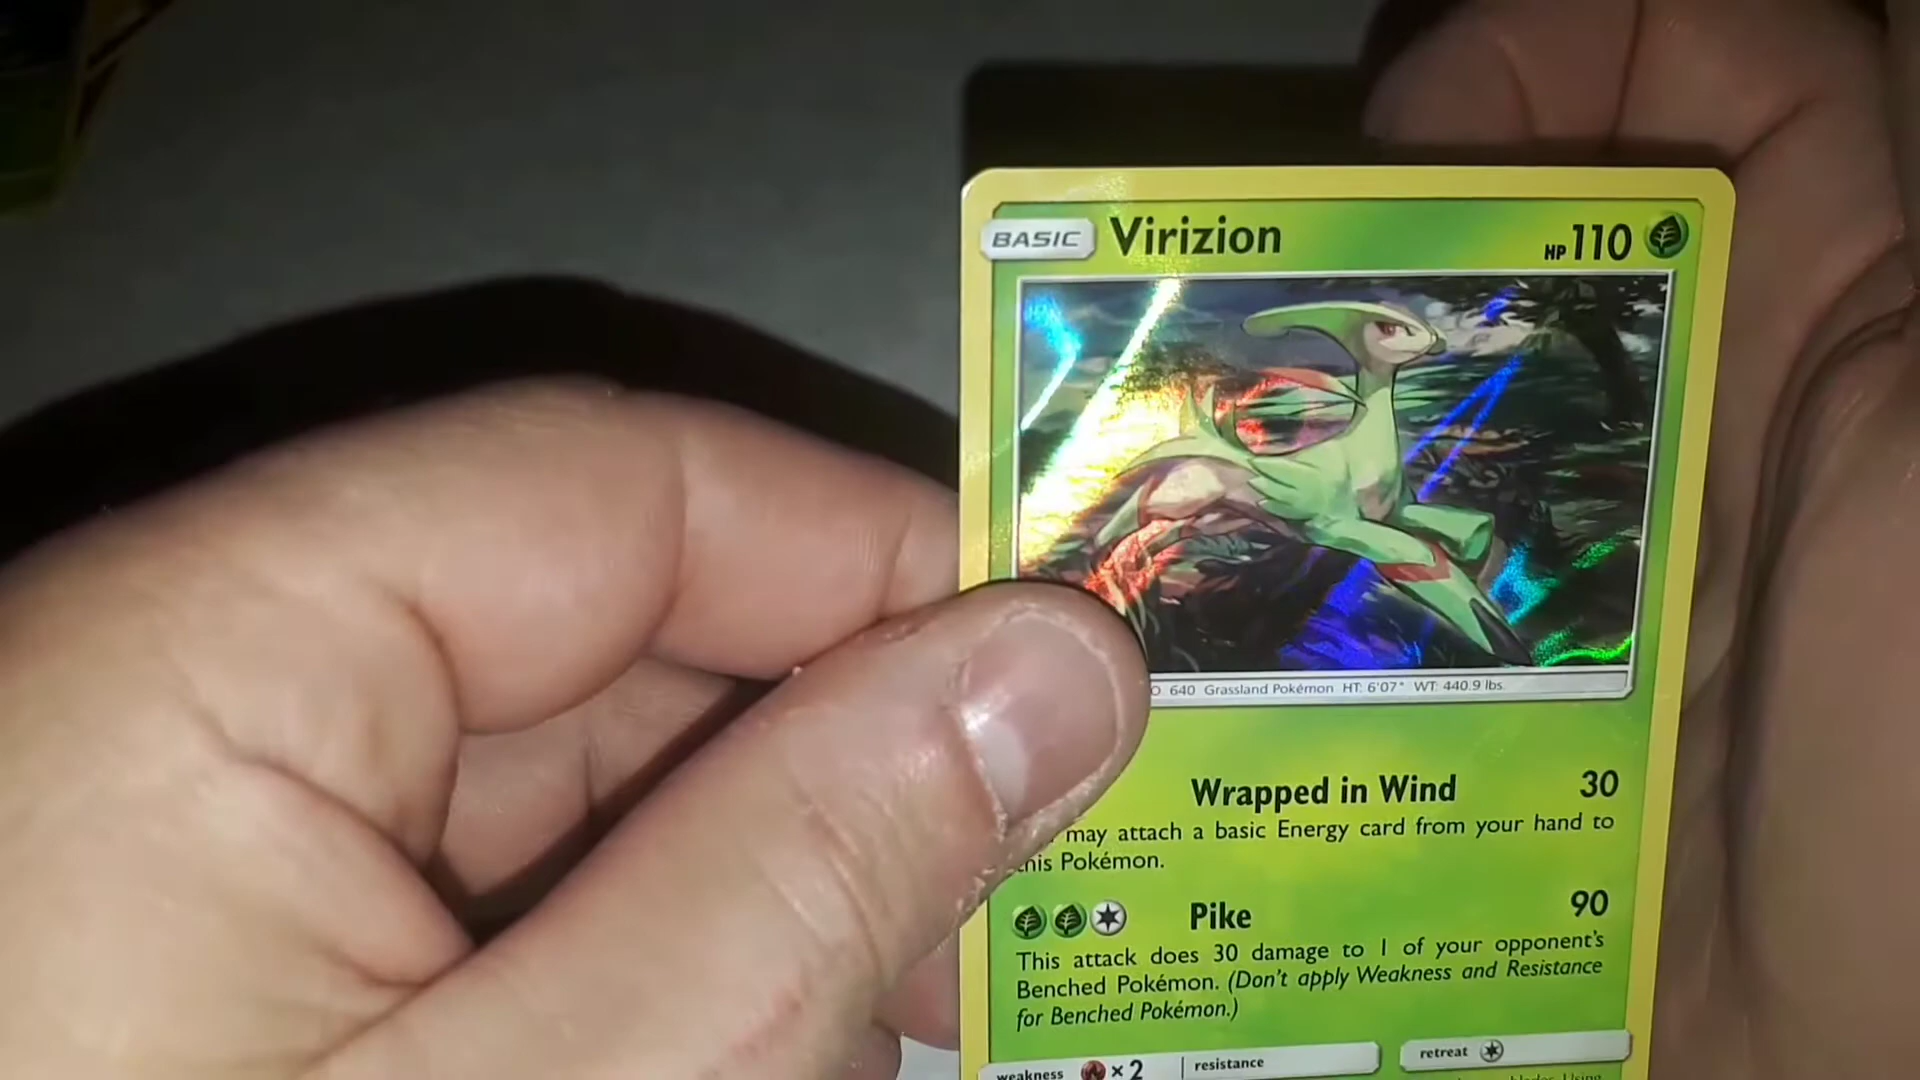 BASIC Virizion HP 110
640 Grassland Pokémon HT: 6'07" WT: 440.9 lbs.
Wrapped in Wind 30
may attach a basic Energy card from your hand to
this Pokémon.
Pike 90
This attack does 30 damage to 1 of your opponent's
Benched Pokémon. (Don't apply Weakness and Resistance
for Benched Pokémon.)
weakness × 2 resistance retreat